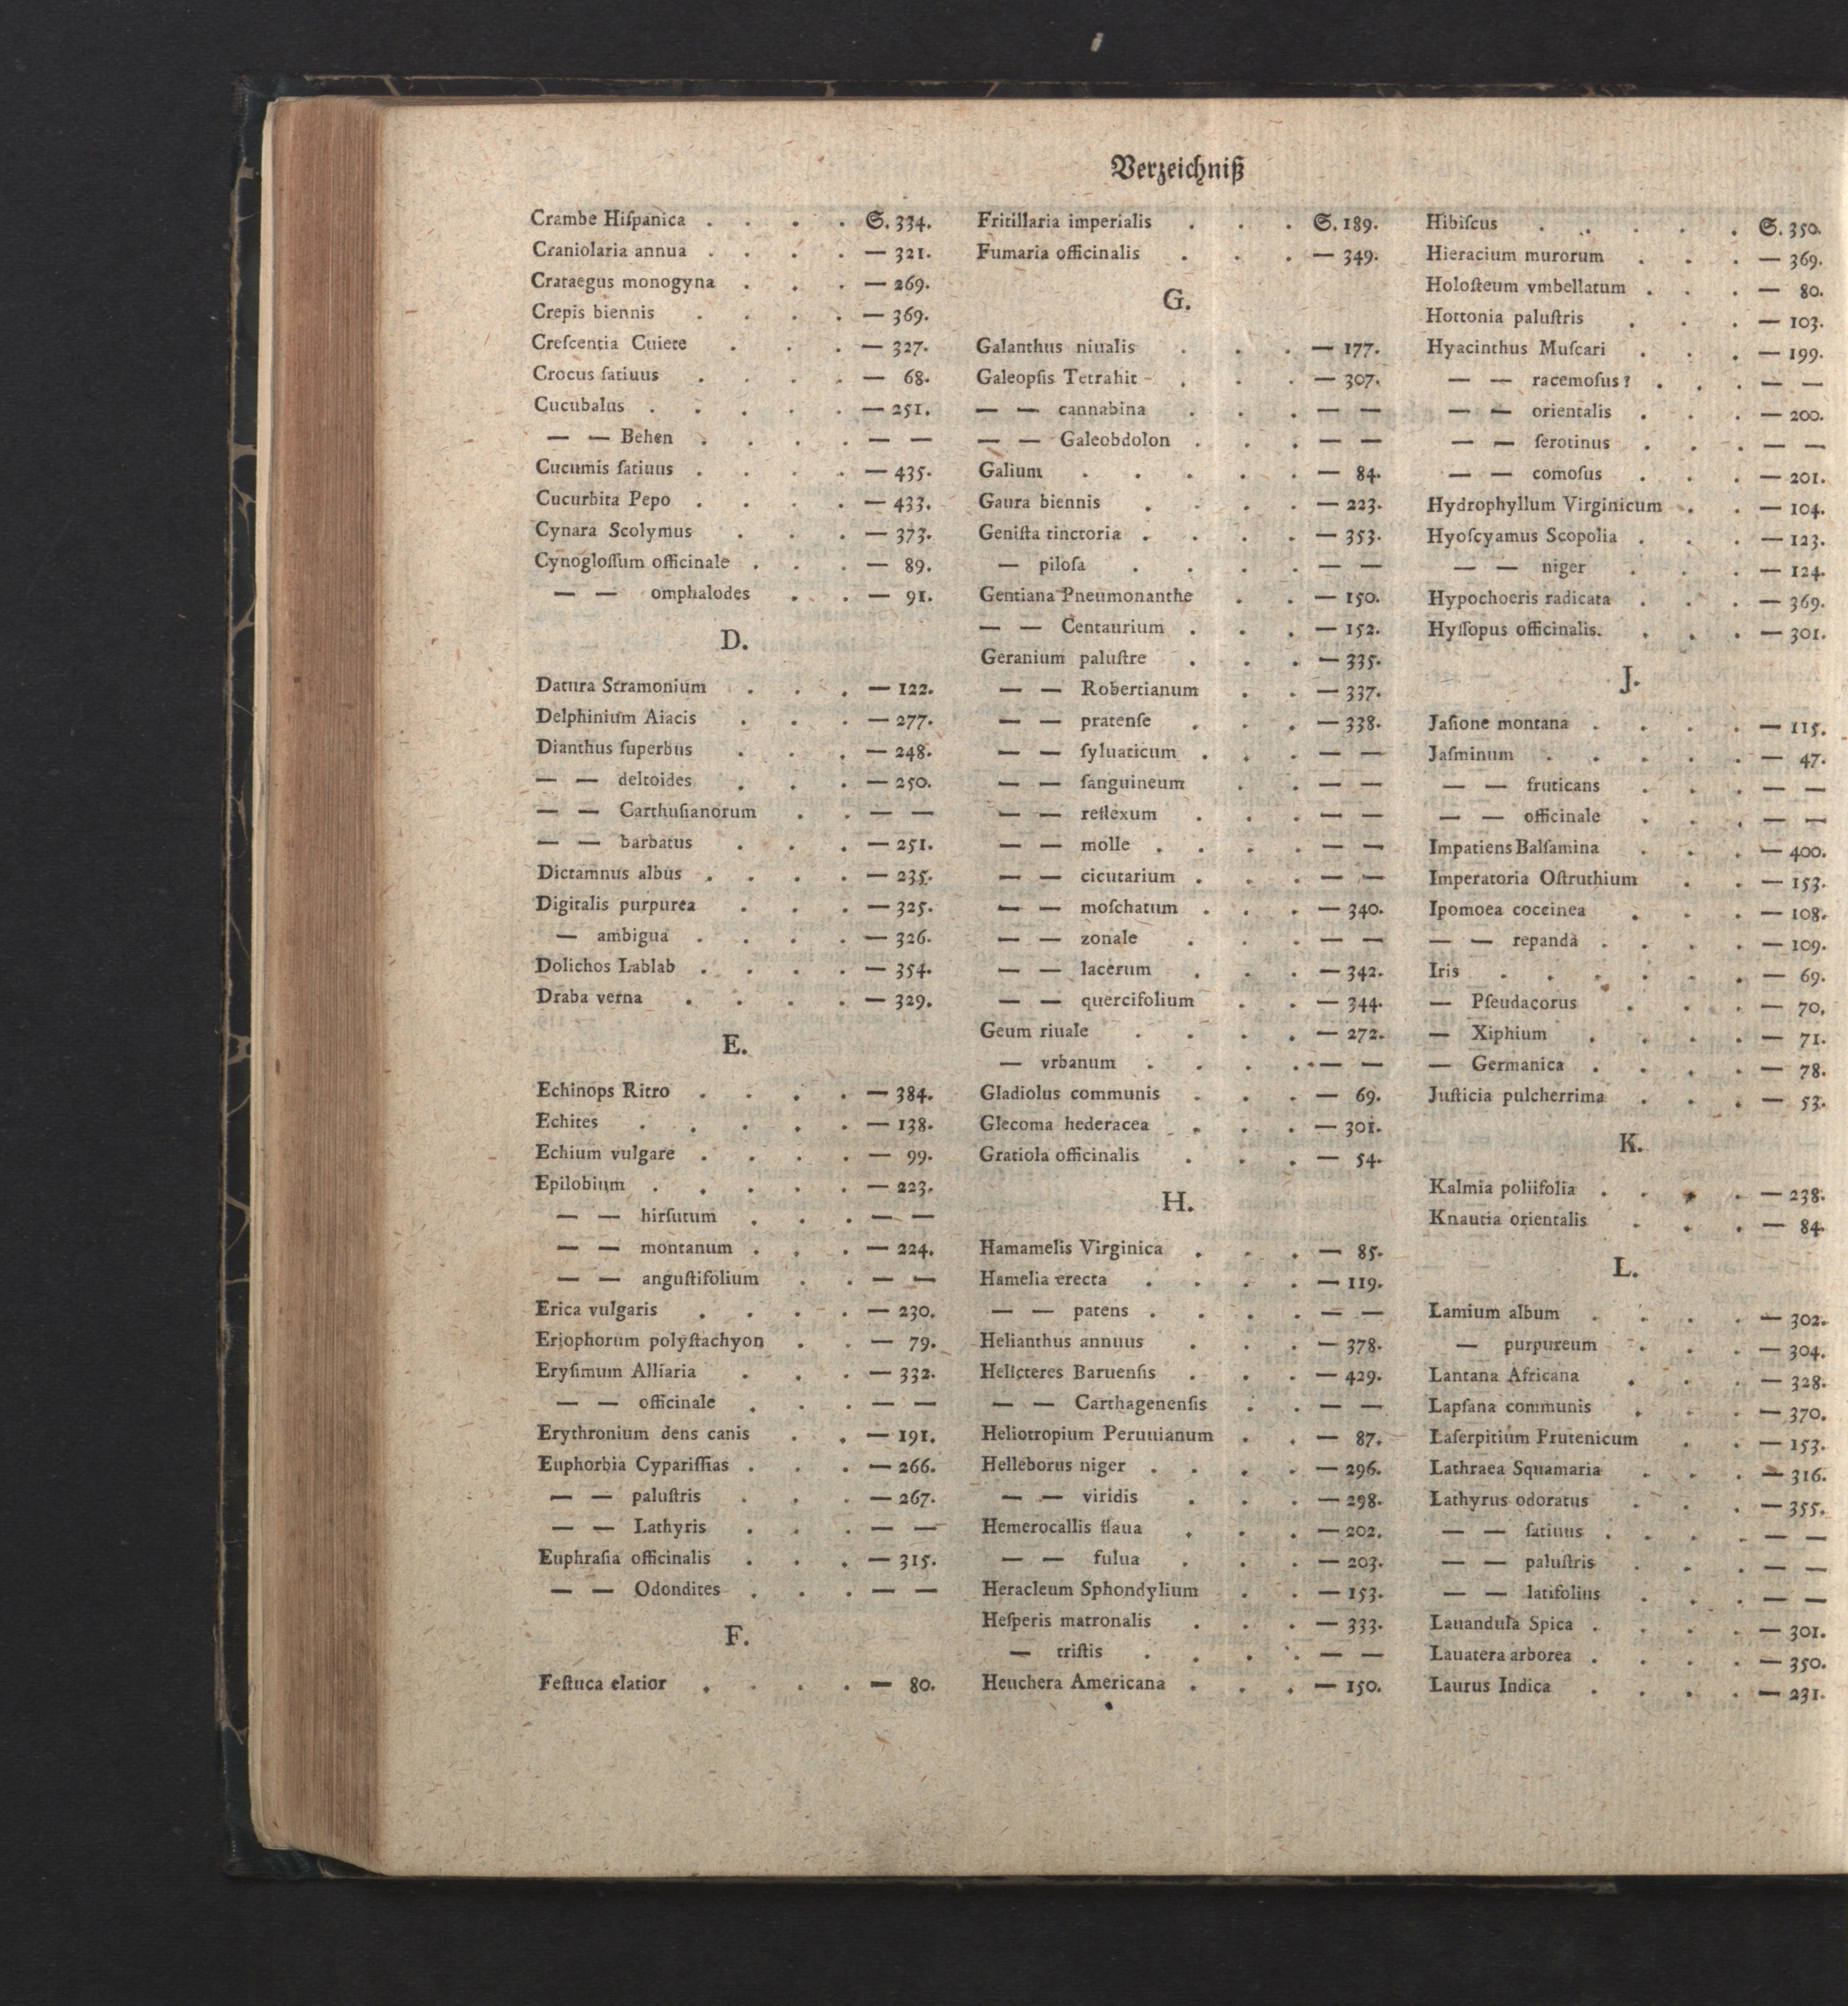 Verzeichniß
Crambe Hiſpanica . . . . S. 334.
Craniolaria annua . . . . — 321.
Crataegus monogyna . . . — 269.
Crepis biennis . . . . — 369.
Creſcentia Cuiete . . . — 327.
Crocus ſatiuus . . . . — 68.
Cucubalus . . . . . — 251.
— — Behen . . . . — —
Cucumis ſatiuus . . . . — 435.
Cucurbita Pepo . . . . — 433.
Cynara Scolymus . . . — 373.
Cynogloſſum officinale . . . — 89.
— — omphalodes . . — 91.
D.
Datura Stramonium . . . — 122.
Delphinium Aiacis . . . — 277.
Dianthus ſuperbus . . . — 248.
— — deltoides . . . — 250.
— — Carthuſianorum . . — —
— — barbatus . . . — 251.
Dictamnus albus . . . . — 235.
Digitalis purpurea . . . — 325.
— ambigua . . . . — 326.
Dolichos Lablab . . . . — 354.
Draba verna . . . . — 329.
E.
Echinops Ritro . . . . — 384.
Echites . . . . . — 138.
Echium vulgare . . . . — 99.
Epilobium . . . . . — 223.
— — hirſutum . . . — —
— — montanum . . . — 224.
— — anguſtifolium . . — —
Erica vulgaris . . . . — 230.
Eriophorum polyſtachyon . . — 79.
Eryſimum Alliaria . . . — 332.
— — officinale . . . — —
Erythronium dens canis . . — 191.
Euphorbia Cypariſſias . . . — 266.
— — paluſtris . . . — 267.
— — Lathyris . . . — —
Euphraſia officinalis . . . — 315.
— — Odondites . . . — —
F.
Feſtuca elatior . . . . — 80.
Fritillaria imperialis . . . S. 189.
Fumaria officinalis . . . — 349.
G.
Galanthus niualis . . . — 177.
Galeopſis Tetrahit . . . — 307.
— — cannabina . . . — —
— — Galeobdolon . . . — —
Galium . . . . . — 84.
Gaura biennis . . . . — 223.
Geniſta tinctoria . . . . — 353.
— piloſa . . . . — —
Gentiana Pneumonanthe . . — 150.
— — Centaurium . . . — 152.
Geranium paluſtre . . . — 335.
— — Robertianum . . — 337.
— — pratenſe . . . — 338.
— — ſyluaticum . . . — —
— — ſanguineum . . — —
— — reflexum . . . — —
— — molle . . . . — —
— — cicutarium . . . — —
— — moſchatum . . . — 340.
— — zonale . . . — —
— — lacerum . . . — 342.
— — quercifolium . . — 344.
Geum riuale . . . . — 272.
— vrbanum . . . . — —
Gladiolus communis . . . — 69.
Glecoma hederacea . . . — 301.
Gratiola officinalis . . . — 54.
H.
Hamamelis Virginica . . . — 85.
Hamelia erecta . . . . — 119.
— — patens . . . . — —
Helianthus annuus . . . — 378.
Helicteres Baruenſis . . . — 429.
— — Carthagenenſis . . — —
Heliotropium Peruuianum . . — 87.
Helleborus niger . . . . — 296.
— — viridis . . . — 298.
Hemerocallis flaua . . . — 202.
— — fulua . . . — 203.
Heracleum Sphondylium . . — 153.
Heſperis matronalis . . . — 333.
— triſtis . . . . — —
Heuchera Americana . . . — 150.
Hibiſcus . . . . . S. 350.
Hieracium murorum . . . — 369.
Holoſteum vmbellatum . . . — 80.
Hottonia paluſtris . . . — 103.
Hyacinthus Muſcari . . . — 199.
— — racemoſus? . . . — —
— — orientalis . . . — 200.
— — ſerotinus . . . — —
— — comoſus . . . — 201.
Hydrophyllum Virginicum . . — 104.
Hyoſcyamus Scopolia . . . — 123.
— — niger . . . — 124.
Hypochoeris radicata . . . — 369.
Hyſſopus officinalis. . . . — 301.
J.
Jaſione montana . . . . — 115.
Jaſminum . . . . . — 47.
— — fruticans . . . — —
— — officinale . . . — —
Impatiens Balſamina . . . — 400.
Imperatoria Oſtruthium . . — 153.
Ipomoea coccinea . . . — 108.
— — repanda . . . . — 109.
Iris . . . . . . — 69.
— Pſeudacorus . . . — 70.
— Xiphium . . . . — 71.
— Germanica . . . . — 78.
Juſticia pulcherrima . . . — 53.
K.
Kalmia poliifolia . . . . — 238.
Knautia orientalis . . . — 84.
L.
Lamium album . . . . — 302.
— purpureum . . . — 304.
Lantana Africana . . . — 328.
Lapſana communis . . . — 370.
Laſerpitium Prutenicum . . — 153.
Lathraea Squamaria . . . — 316.
Lathyrus odoratus . . . — 355.
— — ſatiuus . . . . — —
— — paluſtris . . . — —
— — latifolius . . . — —
Lauandula Spica . . . . — 301.
Lauatera arborea . . . . — 350.
Laurus Indica . . . . — 231.